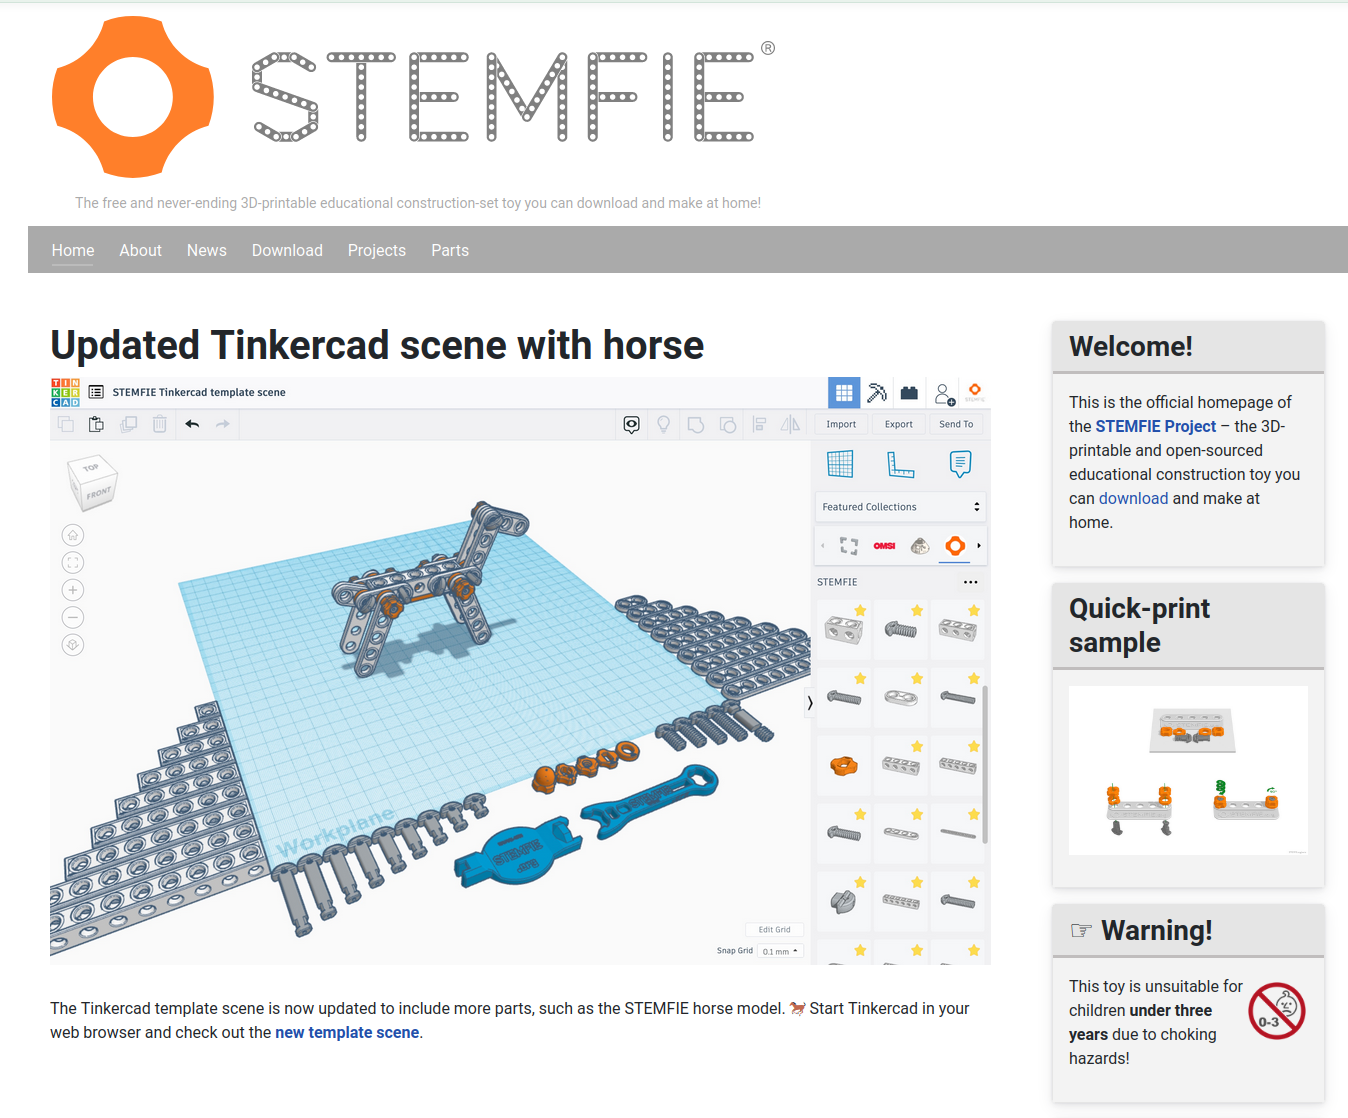 STEMFIE®
The free and never-ending 3D-printable educational construction-set toy you can download and make at home!
Home About News Download Projects Parts
Updated Tinkercad scene with horse
TIN
KER
CAD
STEMFIE Tinkercad template scene
Import Export Send To
TOP
FRONT
Featured Collections
OMSI
STEMFIE
Workplane
STEMFIE
Edit Grid
Snap Grid 0.1 mm
The Tinkercad template scene is now updated to include more parts, such as the STEMFIE horse model. 🐎 Start Tinkercad in your
web browser and check out the new template scene.
Welcome!
This is the official homepage of
the STEMFIE Project – the 3D-
printable and open-sourced
educational construction toy you
can download and make at
home.
Quick-print
sample
☞ Warning!
This toy is unsuitable for
children under three
years due to choking
hazards!
0-3